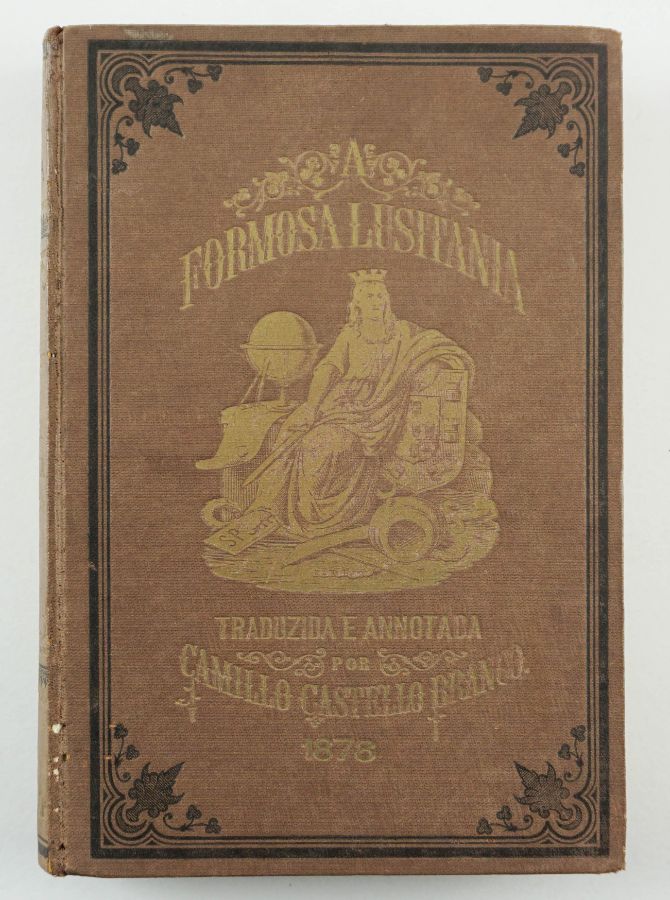 A
FORMOSA LUSITANIA
TRADUZIDA E ANNOTADA
POR
CAMILLO CASTELLO BRANCO.
1878